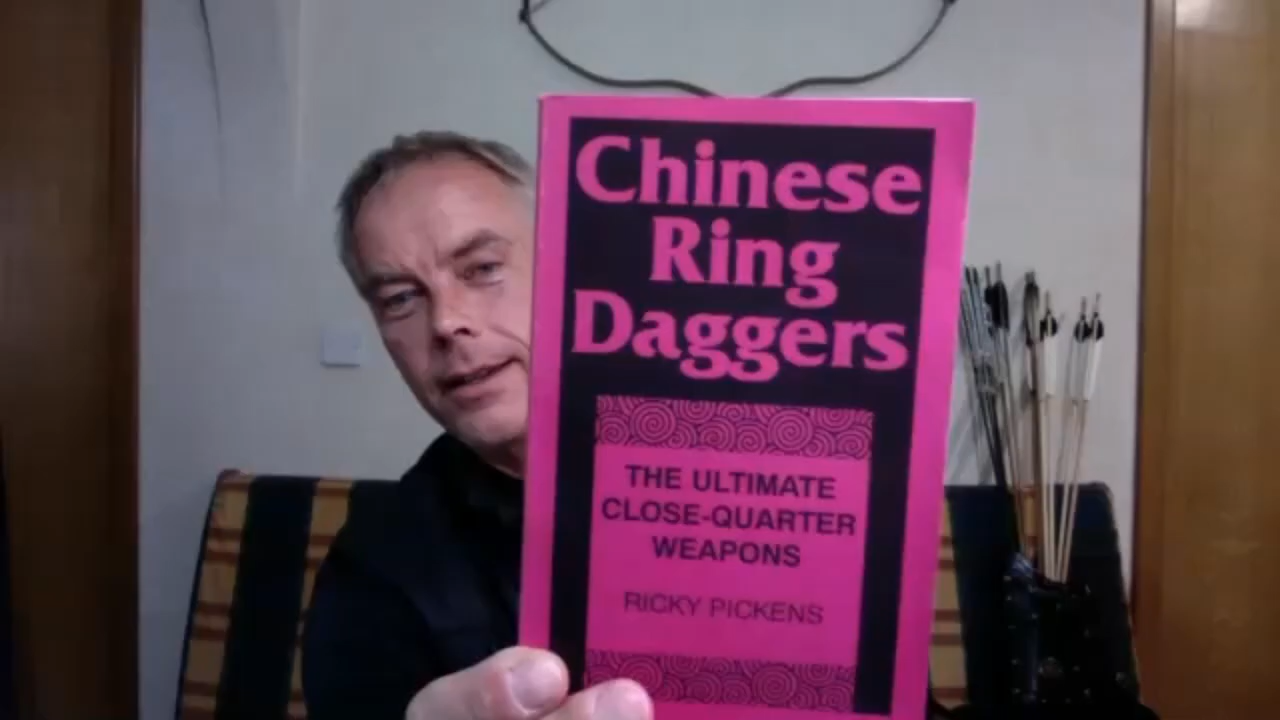 Chinese
Ring
Daggers
THE ULTIMATE
CLOSE-QUARTER
WEAPONS
RICKY PICKENS